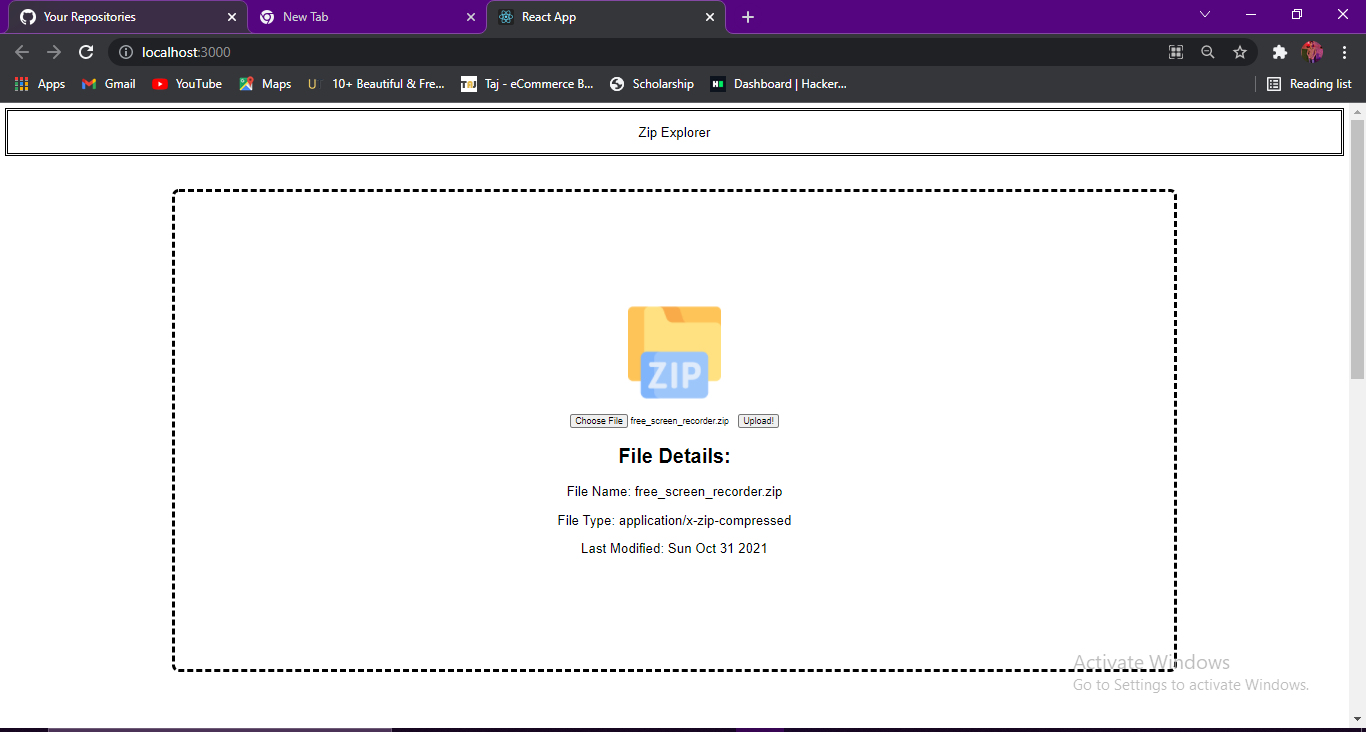 Your Repositories
New Tab
React App
localhost:3000
Apps
Gmail
YouTube
Maps
U
10+ Beautiful & Fre...
Taj - eCommerce B...
Scholarship
Dashboard | Hacker...
Reading list
Zip Explorer
ZIP
Choose File free_screen_recorder.zip Upload!
File Details:
File Name: free_screen_recorder.zip
File Type: application/x-zip-compressed
Last Modified: Sun Oct 31 2021
Activate Windows
Go to Settings to activate Windows.